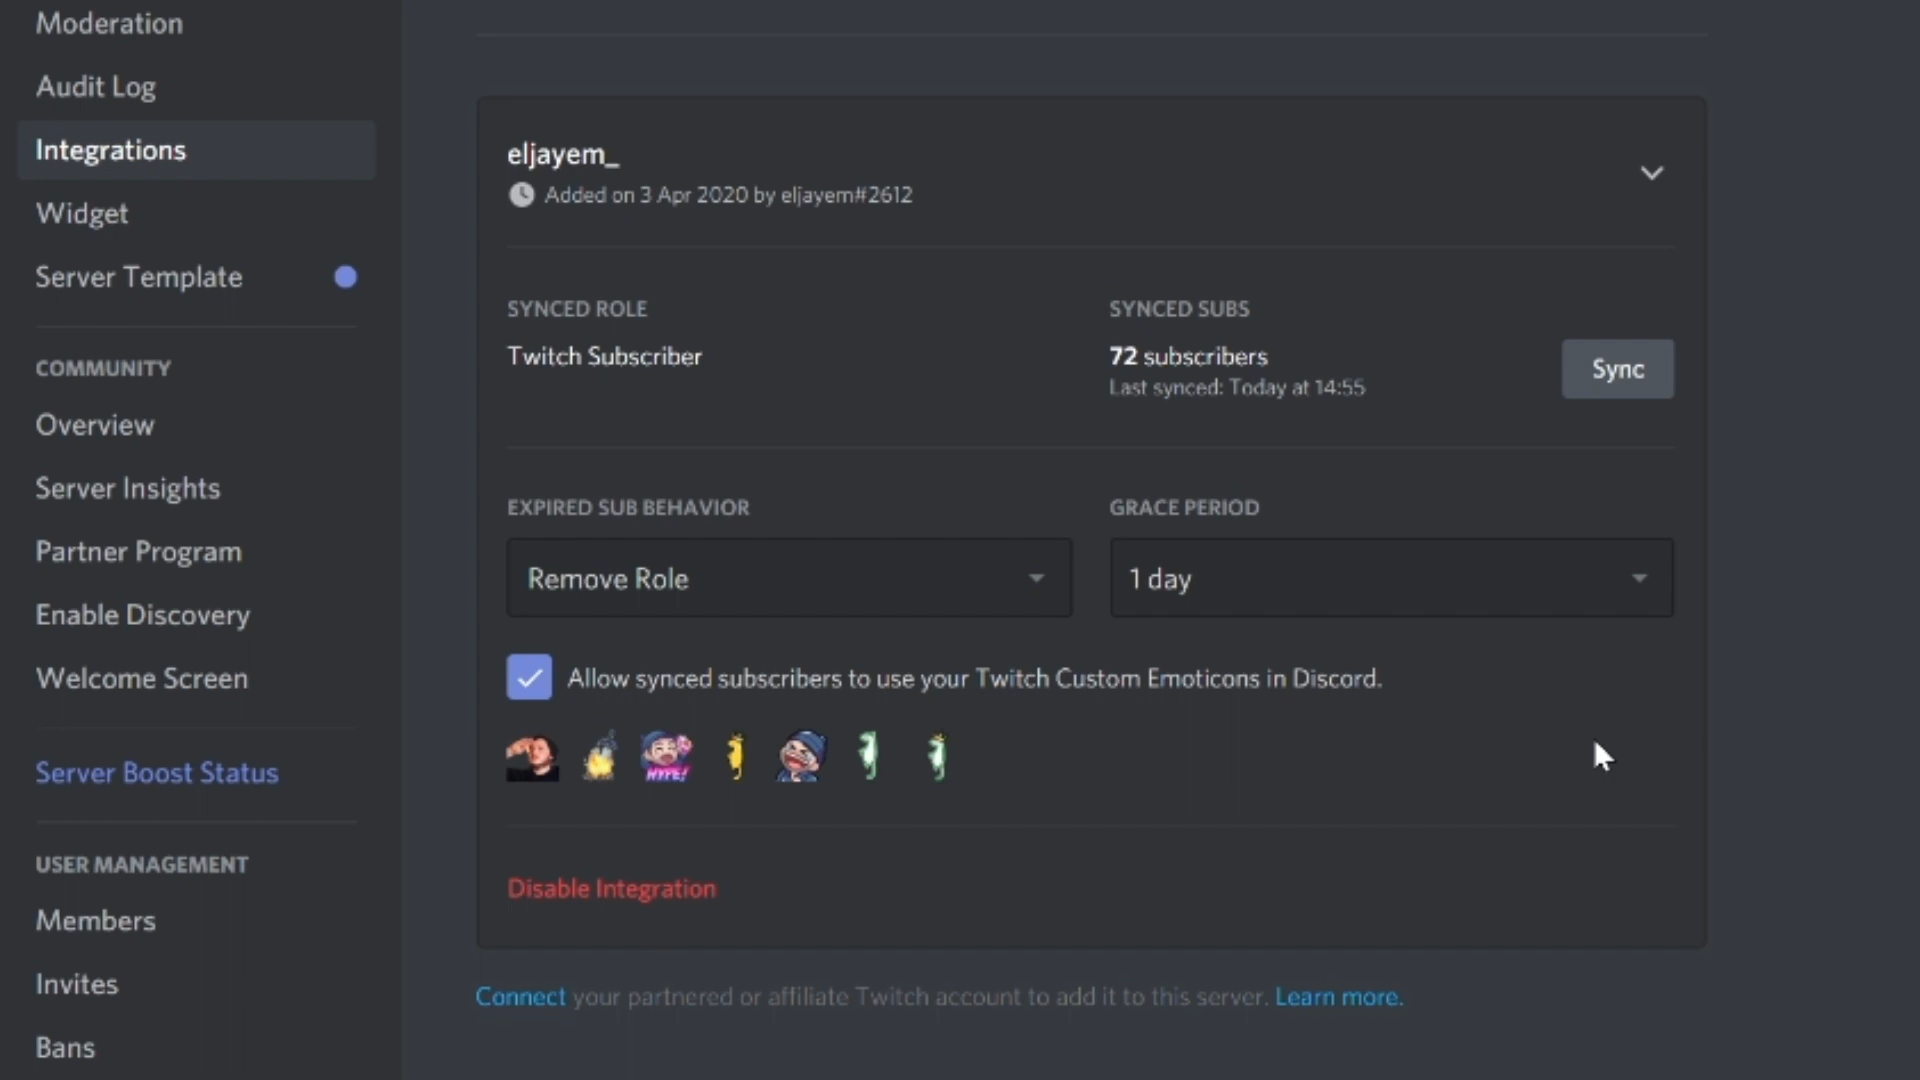 Moderation
Audit Log
Integrations
Widget
Server Template
COMMUNITY
Overview
Server Insights
Partner Program
Enable Discovery
Welcome Screen
Server Boost Status
USER MANAGEMENT
Members
Invites
Bans
eljayem_
Added on 3 Apr 2020 by eljayem#2612
SYNCED ROLE
Twitch Subscriber
SYNCED SUBS
72 subscribers
Last synced: Today at 14:55
Sync
EXPIRED SUB BEHAVIOR
Remove Role
GRACE PERIOD
1 day
Allow synced subscribers to use your Twitch Custom Emoticons in Discord.
HYPE!
Disable Integration
Connect your partnered or affiliate Twitch account to add it to this server. Learn more.